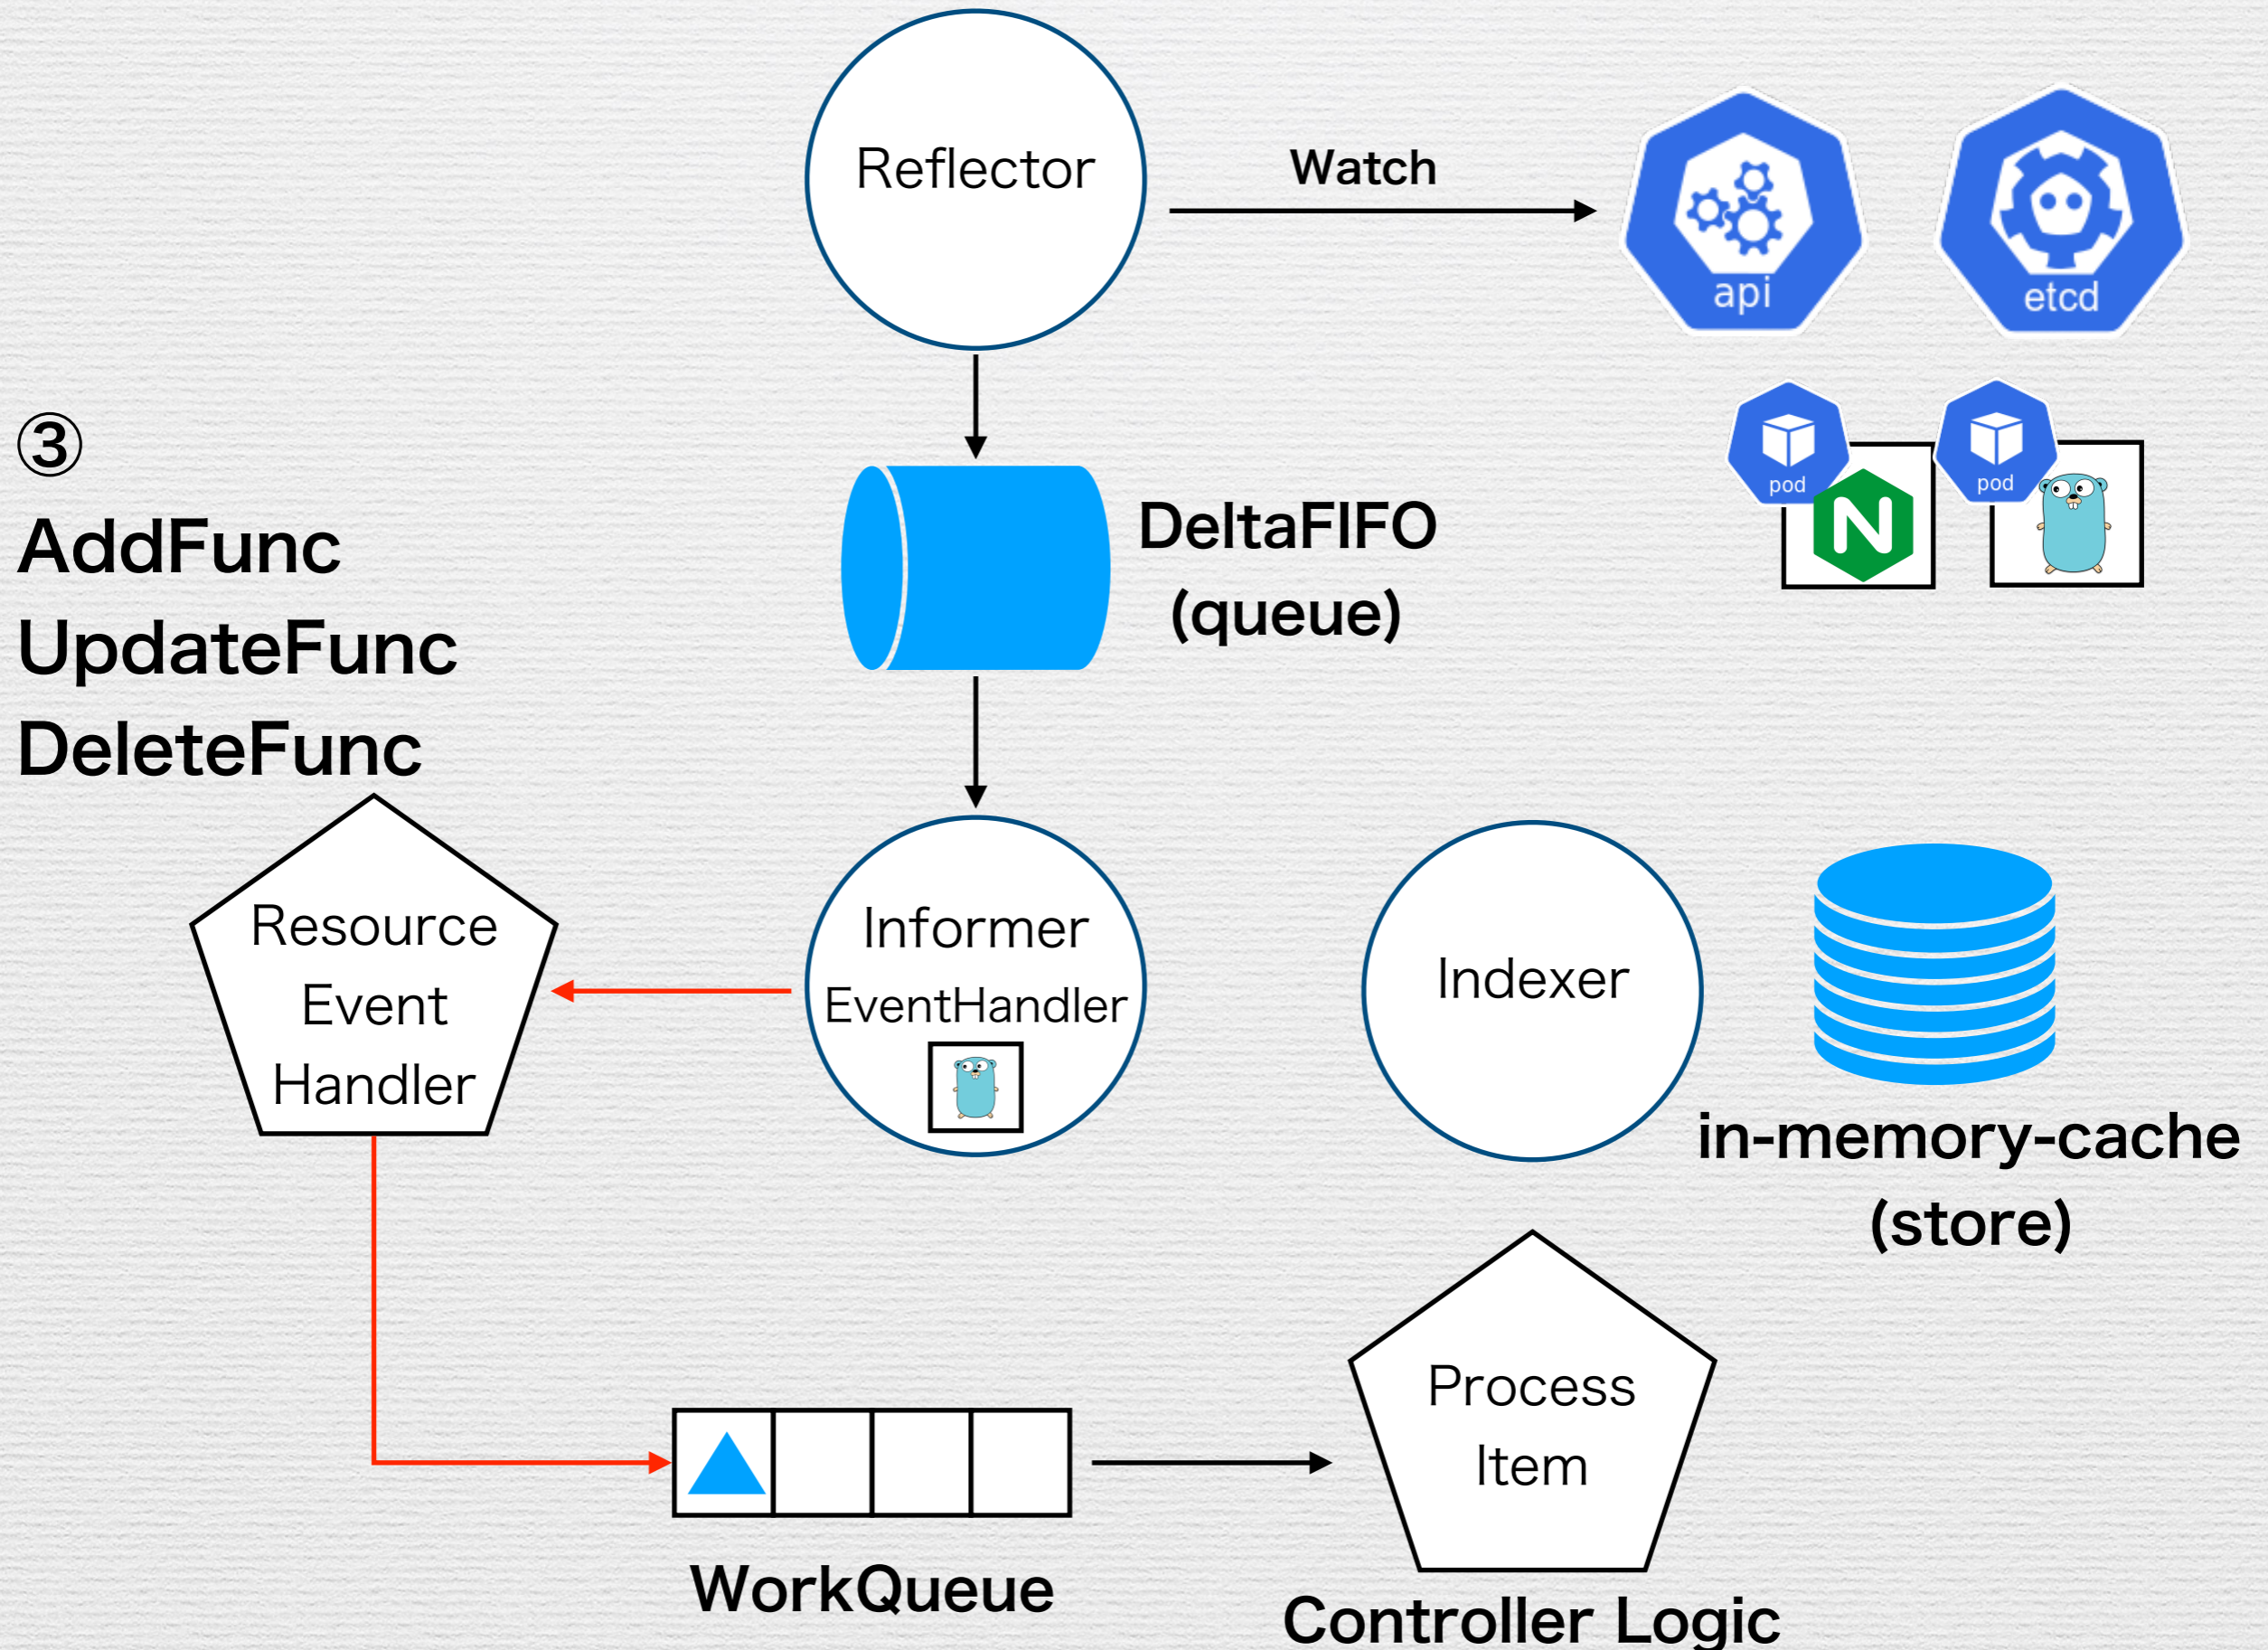 Reflector
Watch
api
etcd
③
AddFunc
UpdateFunc
DeleteFunc
DeltaFIFO
(queue)
pod
pod
N
Resource
Event
Handler
Informer
EventHandler
Indexer
in-memory-cache
(store)
Process
Item
WorkQueue
Controller Logic